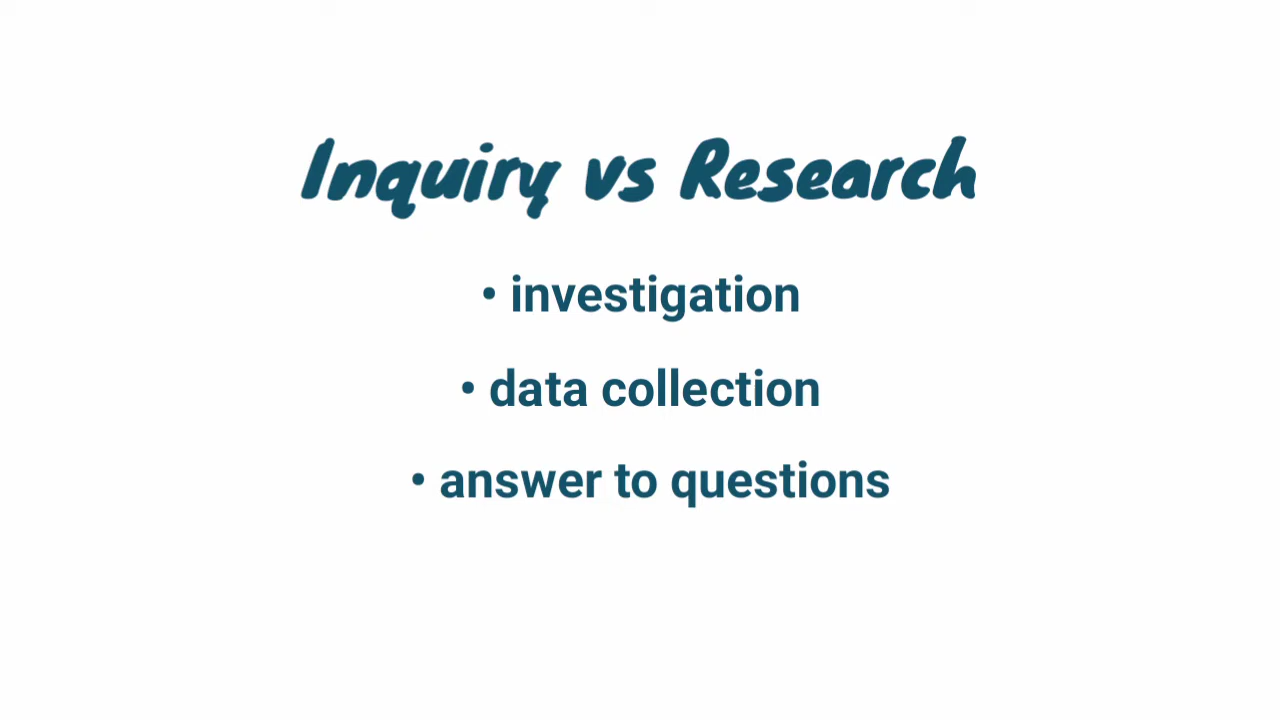 Inquiry vs Research
• investigation
• data collection
• answer to questions